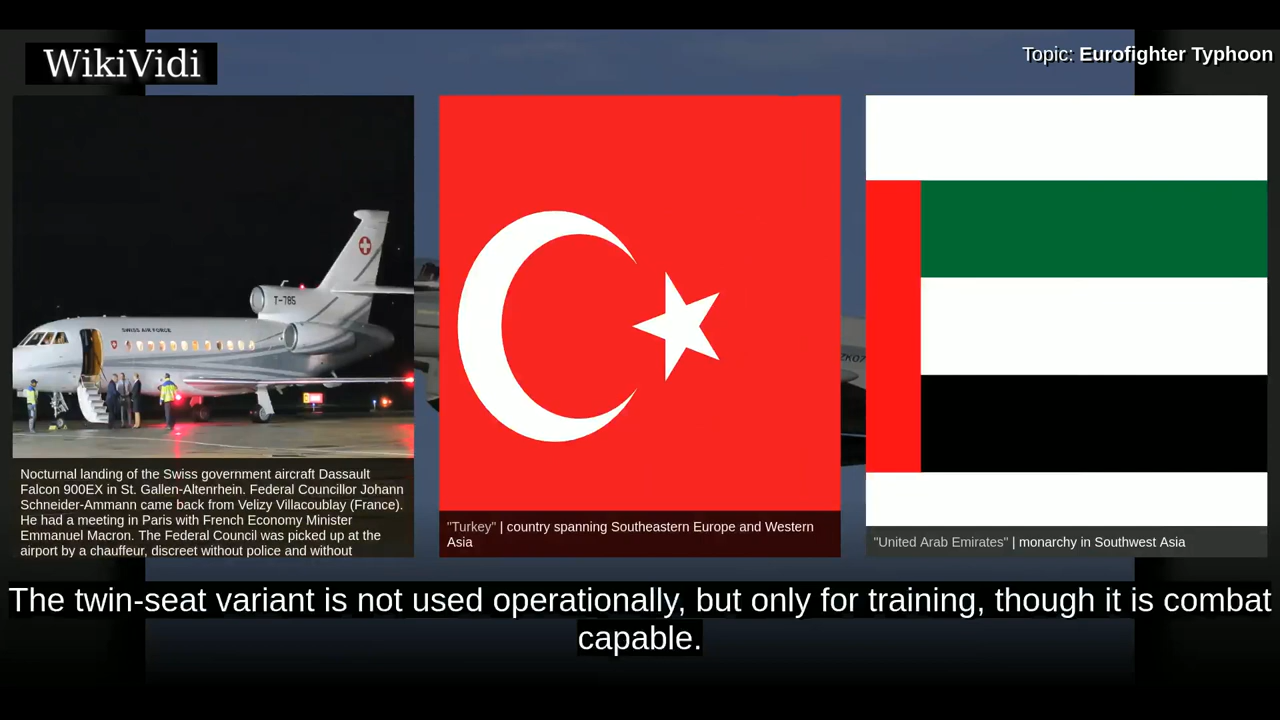 WikiVidi
Topic: Eurofighter Typhoon
T-785
SWISS AIR FORCE
ZK07
Nocturnal landing of the Swiss government aircraft Dassault
Falcon 900EX in St. Gallen-Altenrhein. Federal Councillor Johann
Schneider-Ammann came back from Velizy Villacoublay (France).
He had a meeting in Paris with French Economy Minister
Emmanuel Macron. The Federal Council was picked up at the
airport by a chauffeur, discreet without police and without
"Turkey" | country spanning Southeastern Europe and Western
Asia
"United Arab Emirates" | monarchy in Southwest Asia
The twin-seat variant is not used operationally, but only for training, though it is combat
capable.